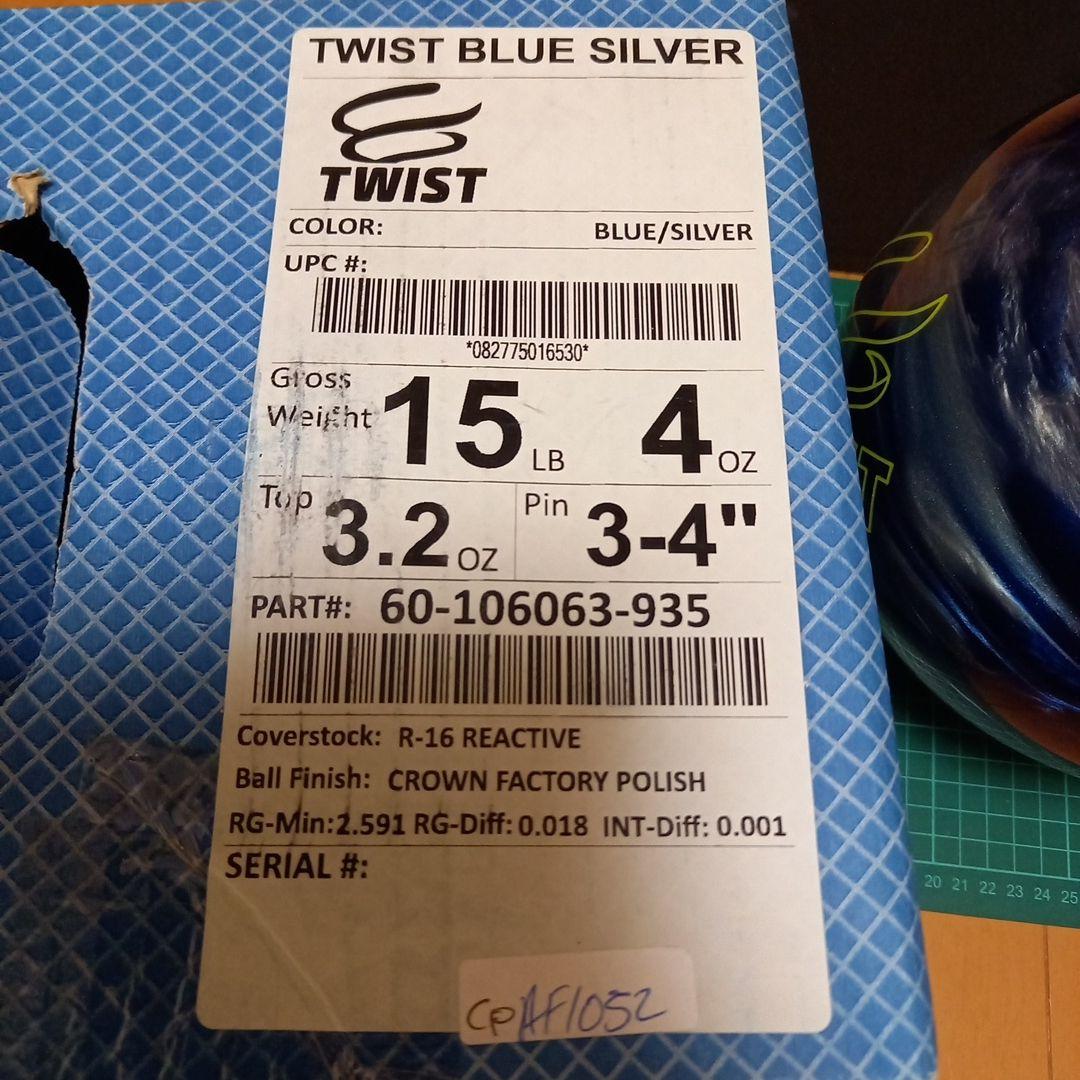 TWIST BLUE SILVER
TWIST
COLOR: BLUE/SILVER
UPC #:
*082775016530*
Gross Weight 15 LB 4 OZ
Top 3.2 OZ Pin 3-4"
PART#: 60-106063-935
Coverstock: R-16 REACTIVE
Ball Finish: CROWN FACTORY POLISH
RG-Min:2.591 RG-Diff: 0.018 INT-Diff: 0.001
SERIAL #:
CPAF1052
20 21 22 23 24 25